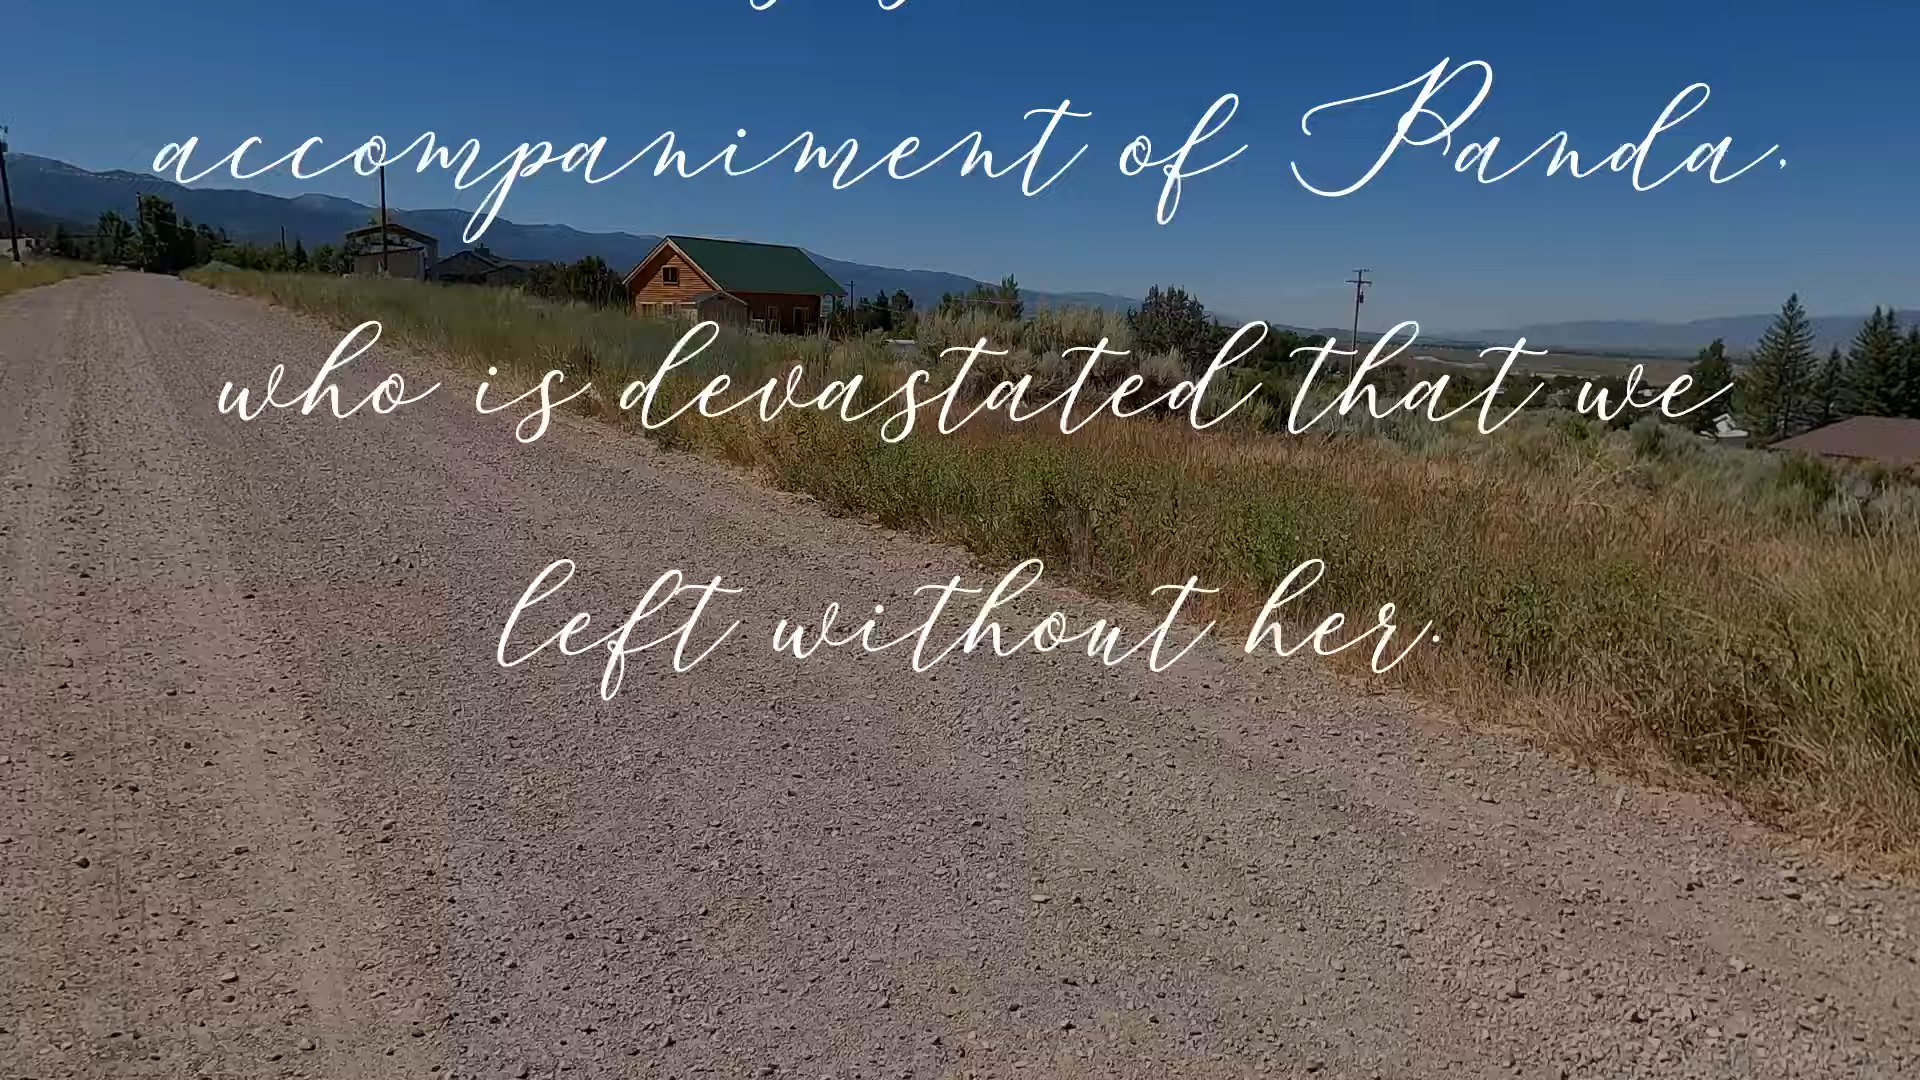 accompaniment of Panda,
who is devastated that we
left without her.